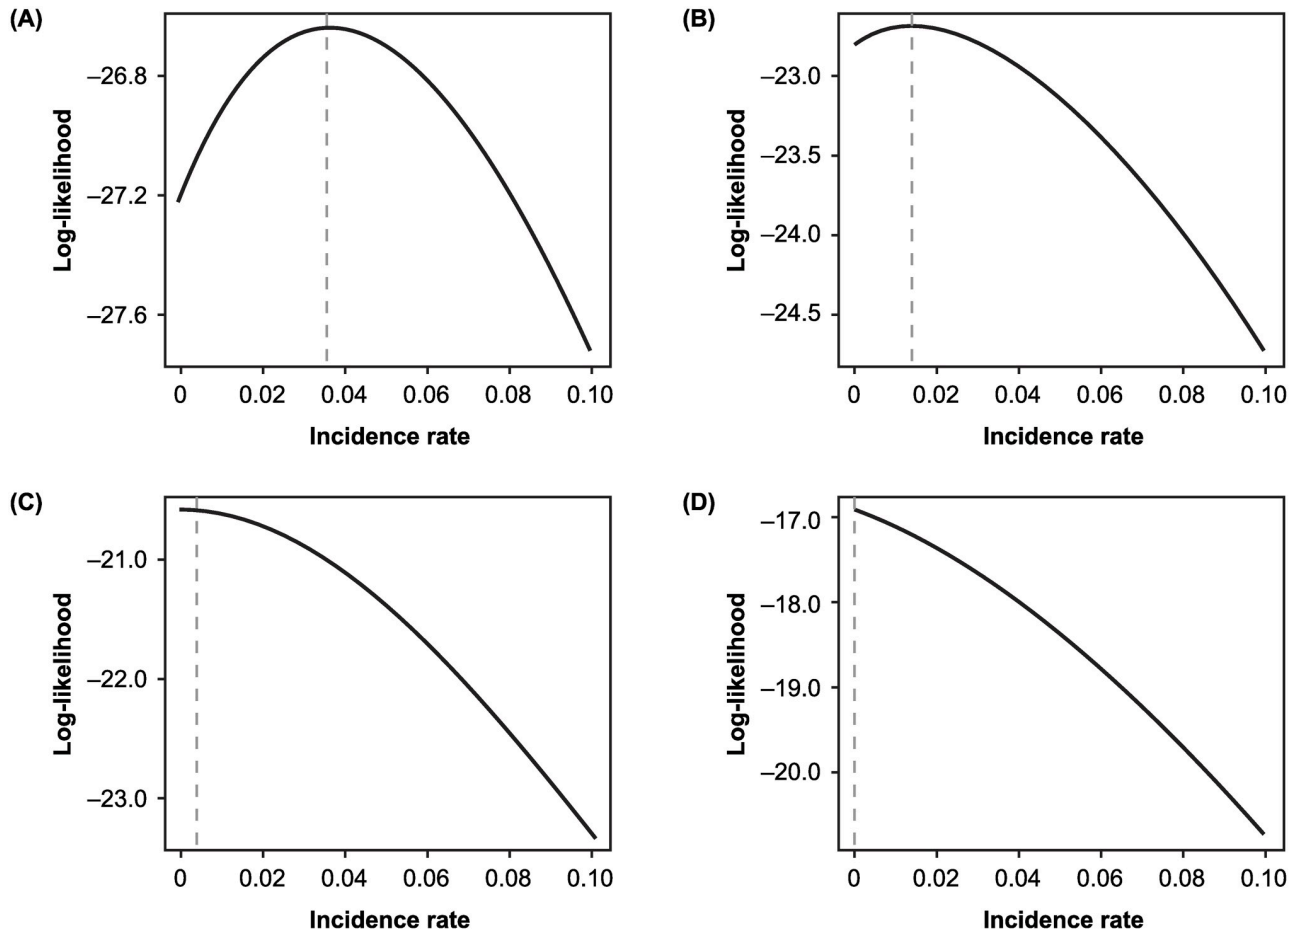 (A)
Log-likelihood
–26.8
–27.2
–27.6
0 0.02 0.04 0.06 0.08 0.10
Incidence rate
(B)
Log-likelihood
–23.0
–23.5
–24.0
–24.5
0 0.02 0.04 0.06 0.08 0.10
Incidence rate
(C)
Log-likelihood
–21.0
–22.0
–23.0
0 0.02 0.04 0.06 0.08 0.10
Incidence rate
(D)
Log-likelihood
–17.0
–18.0
–19.0
–20.0
0 0.02 0.04 0.06 0.08 0.10
Incidence rate